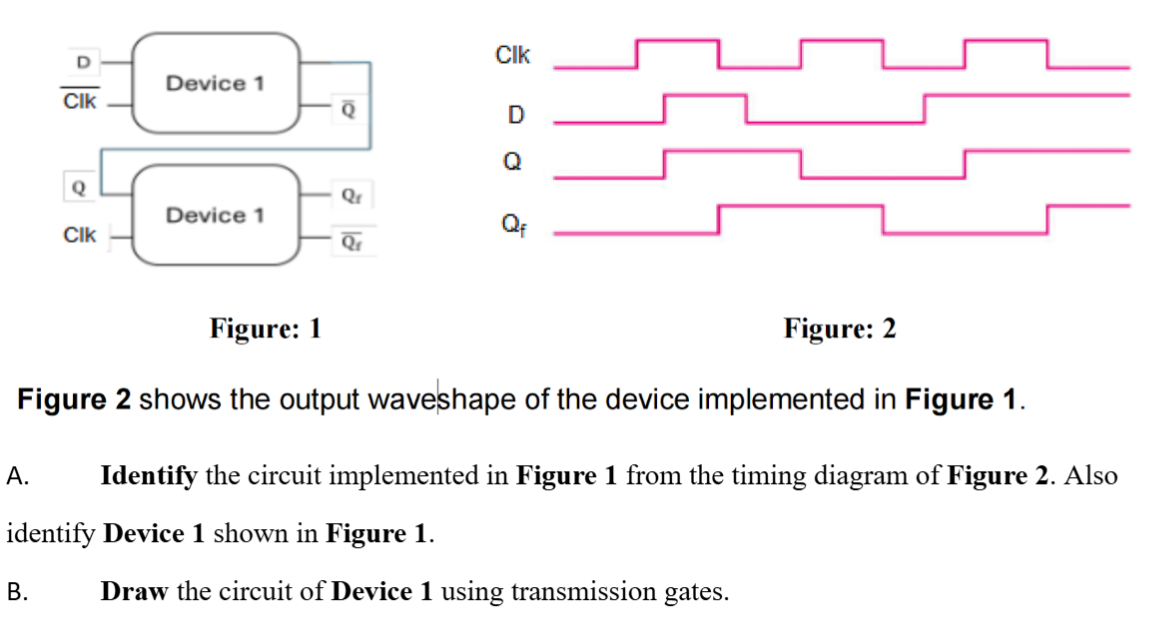 D
Device 1
C̅l̅k̅
Q̅
Q
Device 1
Qf
Clk
Q̅f̅
Clk
D
Q
QF
Figure: 1
Figure: 2
Figure 2 shows the output waveshape of the device implemented in Figure 1.
A. Identify the circuit implemented in Figure 1 from the timing diagram of Figure 2. Also
identify Device 1 shown in Figure 1.
B. Draw the circuit of Device 1 using transmission gates.